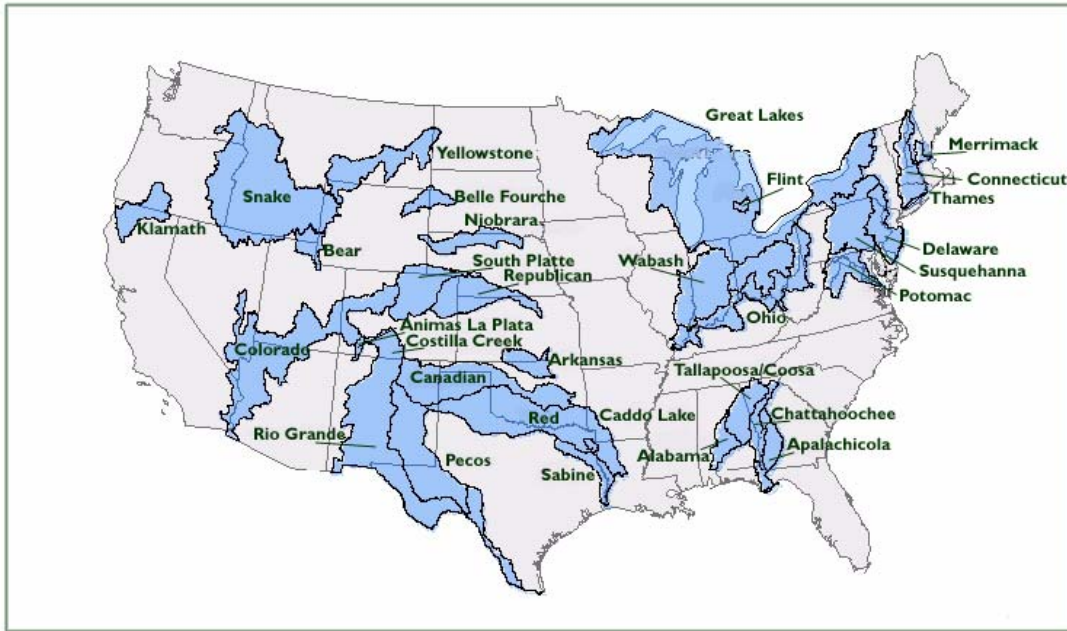 Great Lakes
Merrimack
Yellowstone
Flint
Connecticut
Snake
Belle Fourche
Thames
Klamath
Njobrara
Bear
Delaware
South Platte
Wabash
Susquehanna
Republican
Potomac
Ohio
Animas La Plata
Costilla Creek
Colorado
Arkansas
Tallapoosa/Coosa
Canadian
Red
Caddo Lake
Chattahoochee
Rio Grande
Apalachicola
Alabama
Pecos
Sabine